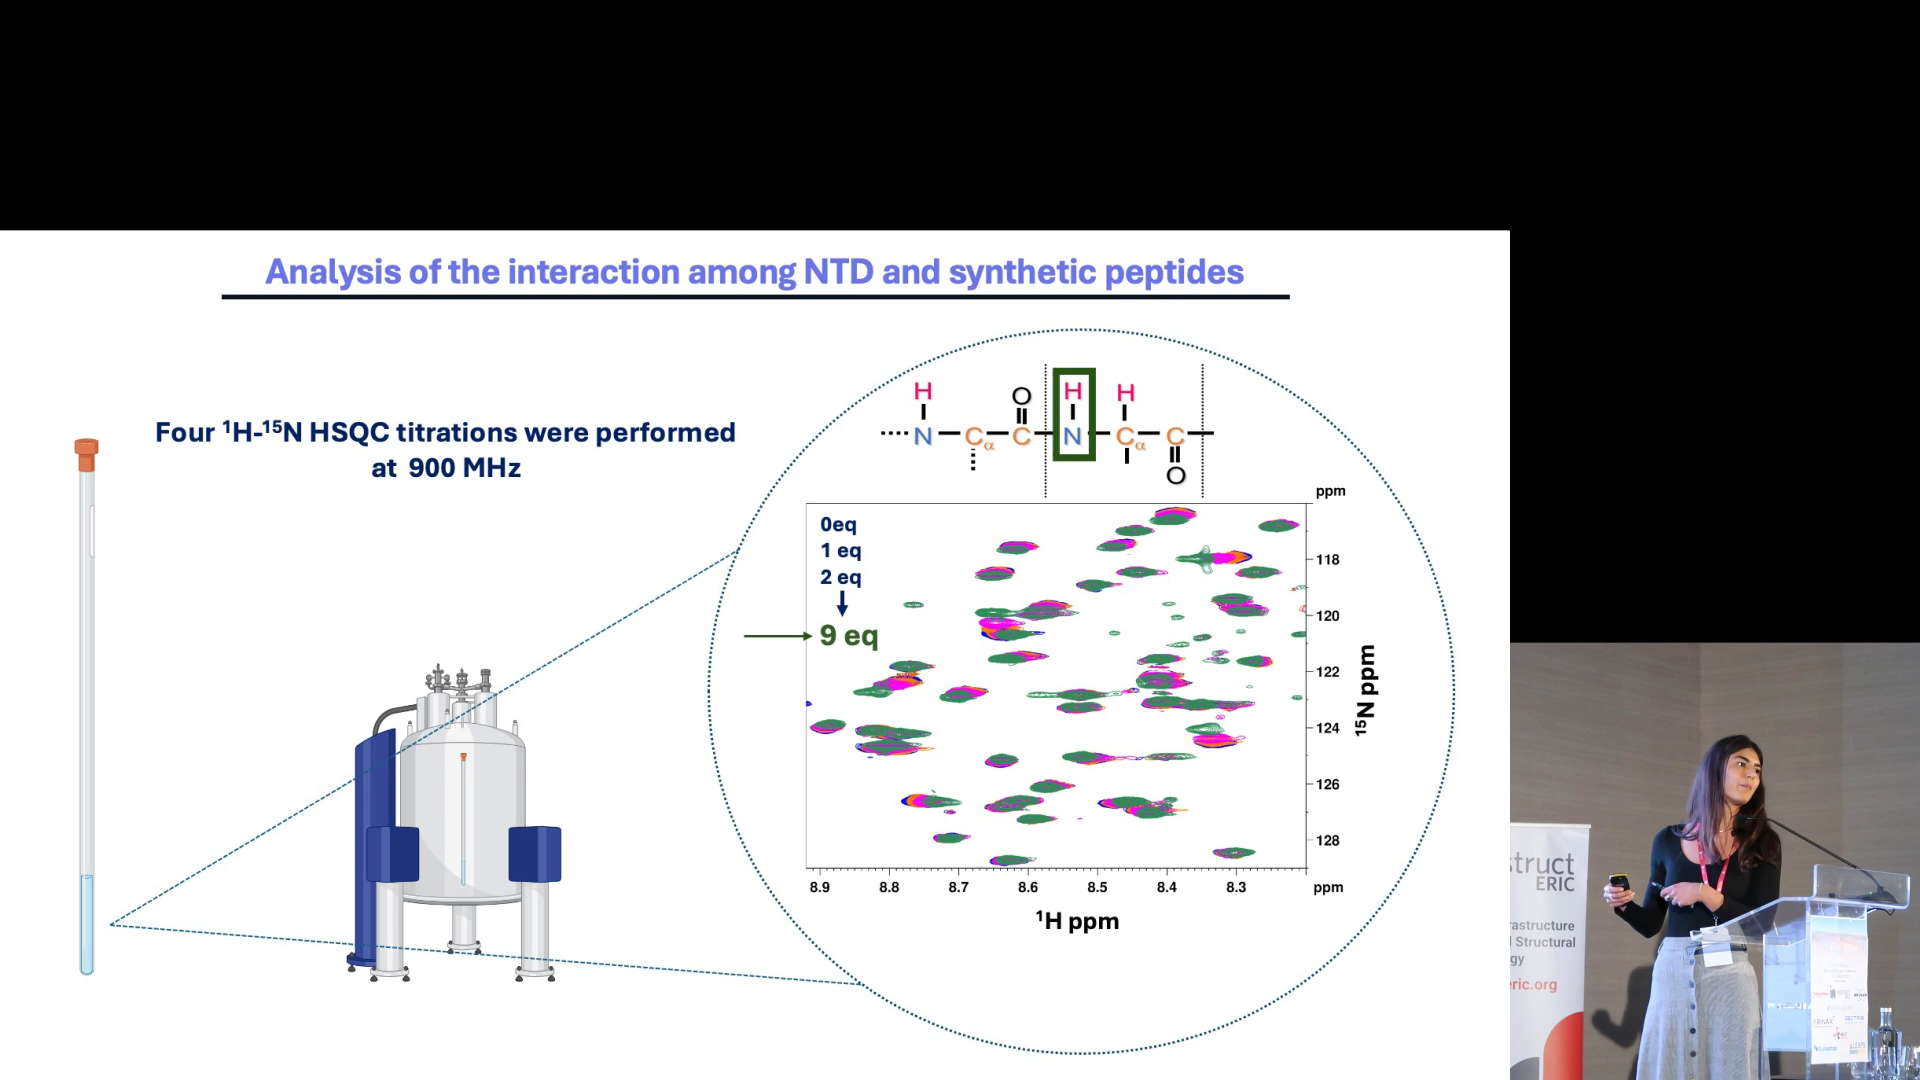 Analysis of the interaction among NTD and synthetic peptides
Four ¹H-¹⁵N HSQC titrations were performed
at 900 MHz
H
O
H
H
N
Cα
C
N
Cα
C
O
ppm
0eq
1 eq
2 eq
9 eq
118
120
122
124
126
128
¹⁵N ppm
8.9 8.8 8.7 8.6 8.5 8.4 8.3 ppm
¹H ppm
struct
ERIC
rastructure
Structural
gy
ric.org